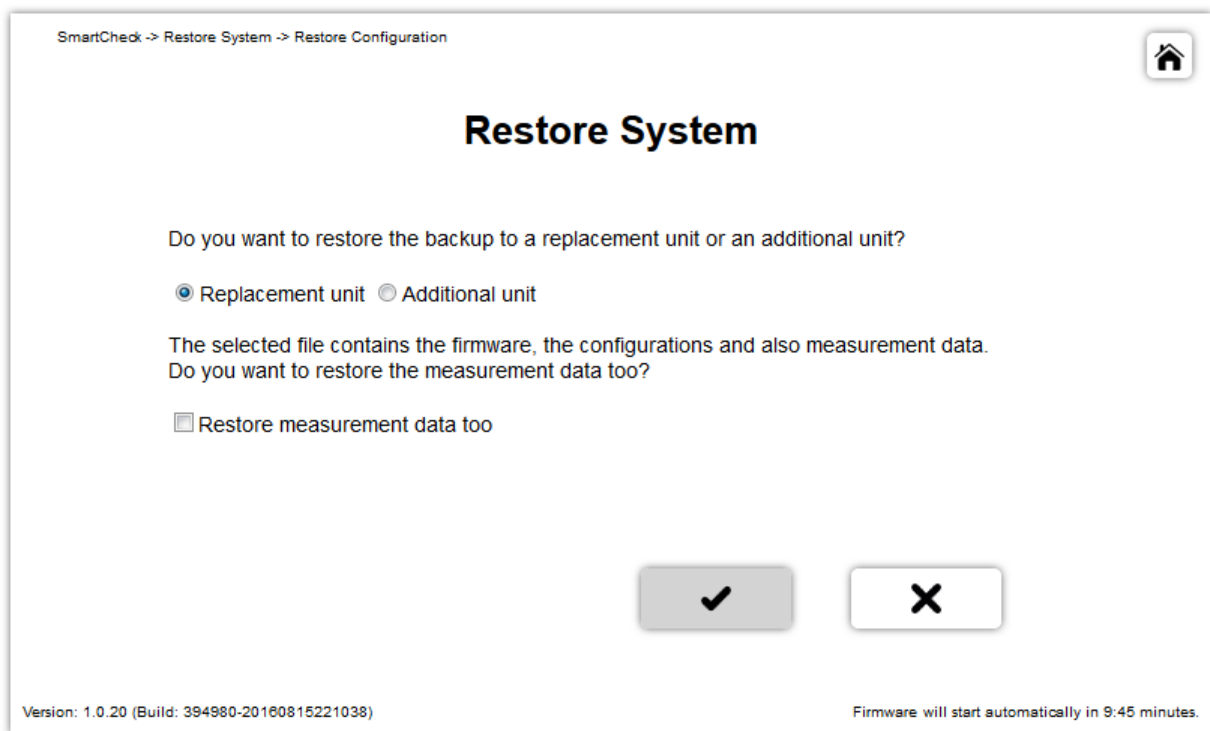 SmartCheck -> Restore System -> Restore Configuration
Restore System
Do you want to restore the backup to a replacement unit or an additional unit?
Replacement unit Additional unit
The selected file contains the firmware, the configurations and also measurement data.
Do you want to restore the measurement data too?
Restore measurement data too
Version: 1.0.20 (Build: 394980-20160815221038) Firmware will start automatically in 9:45 minutes.